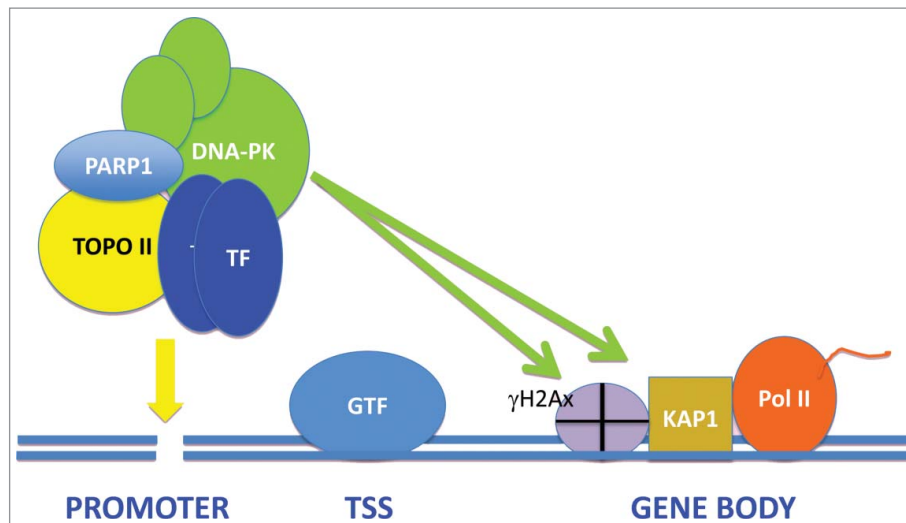 DNA-PK
PARP1
TOPO II
TF
γH2Ax
GTF
KAP1
Pol II
PROMOTER
TSS
GENE BODY